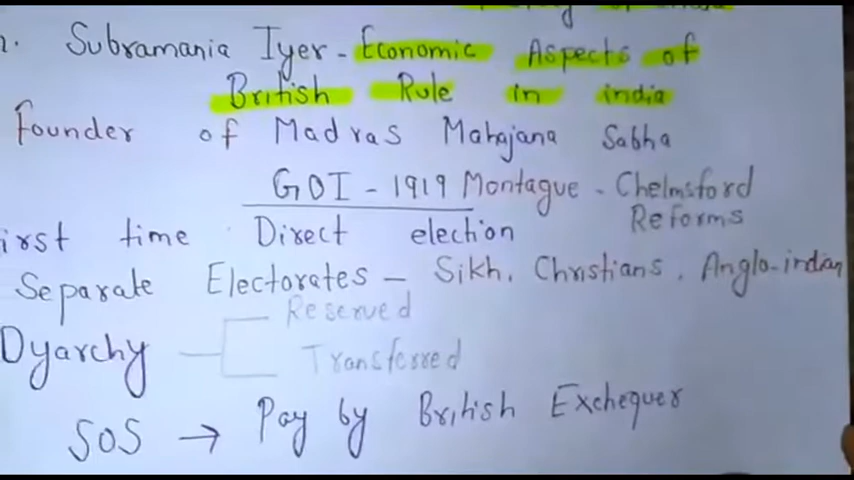 Subramania Iyer - Economic Aspects of
British Rule in india
Founder of Madras Mahajana Sabha
GOI - 1919 Montague - Chelmsford
Reforms
irst time Direct election
Separate Electorates - Sikh, Christians, Anglo-indian
Reserved
Dyarchy
Transferred
SOS → Pay by British Exchequer